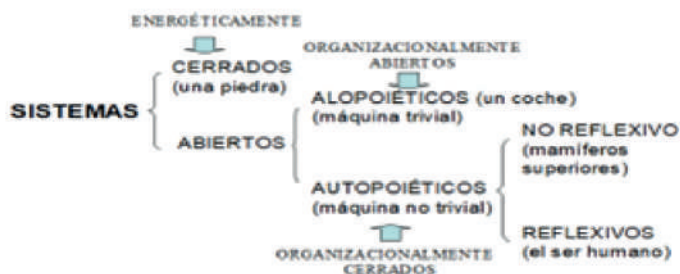 ENERGÉTICAMENTE
ORGANIZACIONALMENTE
ABIERTOS
CERRADOS
(una piedra)
SISTEMAS
ABIERTOS
ALOPOIÉTICOS (un coche)
(máquina trivial)
AUTOPOIÉTICOS
(máquina no trivial)
NO REFLEXIVO
(mamíferos
superiores)
REFLEXIVOS
(el ser humano)
ORGANIZACIONALMENTE
CERRADOS